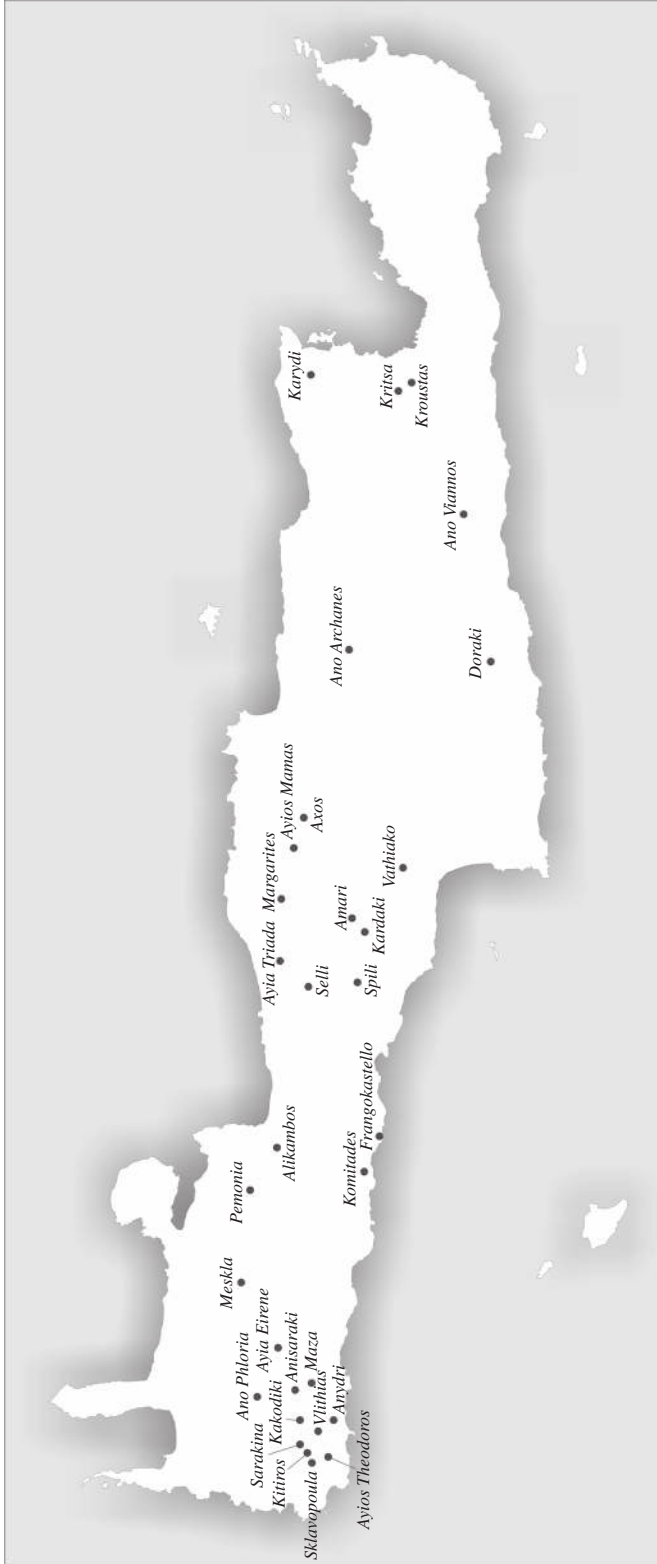 Karydi
Kritsa
Kroustas
Ano Viannos
Ano Archanes
Doraki
Ayios Mamas
Axos
Margarites
Vathiako
Amari
Kardaki
Ayia Triada
Selli
Spili
Frangokastello
Alikambos
Komitades
Pemonia
Meskla
Ayia Eirene
Ano Phloria
Anisaraki
Maza
Kakodiki
Vlithias
Anydri
Sarakina
Kitiros
Sklavopoula
Ayios Theodoros